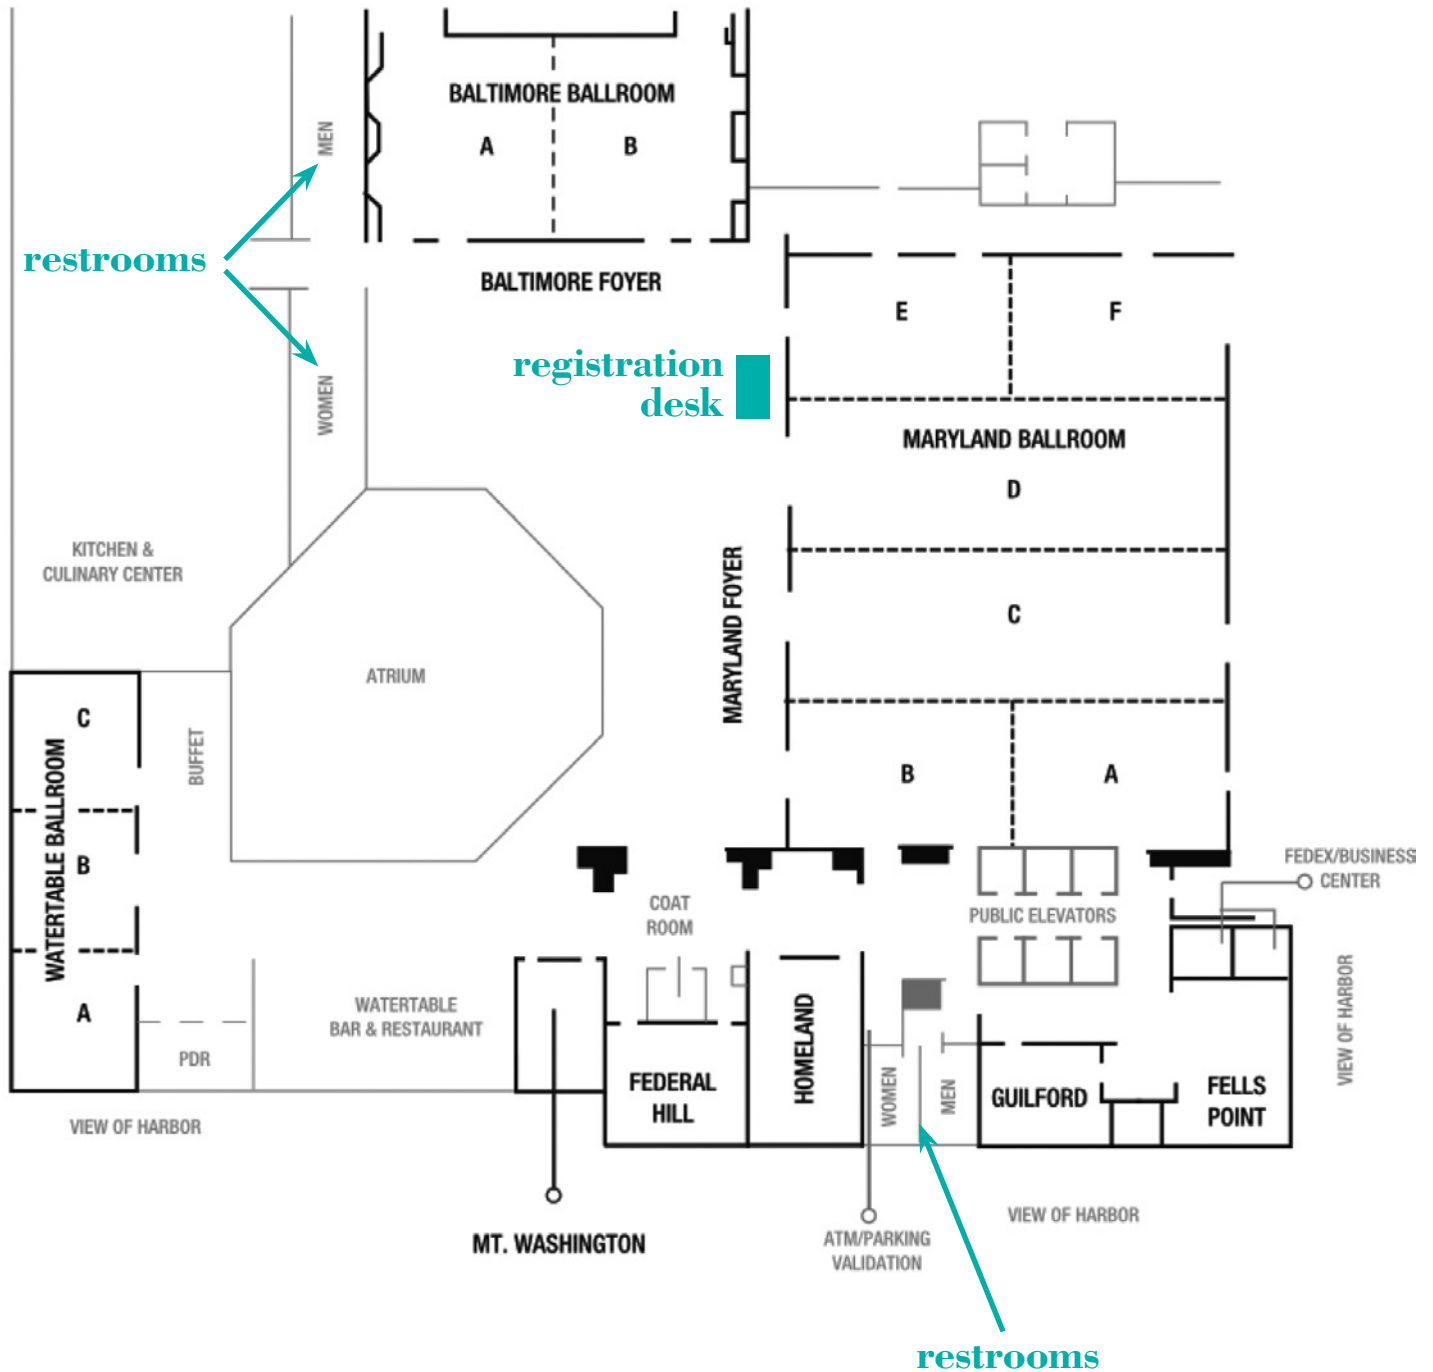 MEN
BALTIMORE BALLROOM
A
B
restrooms
BALTIMORE FOYER
E
F
registration
desk
WOMEN
MARYLAND BALLROOM
D
KITCHEN &
CULINARY CENTER
MARYLAND FOYER
C
ATRIUM
C
WATERTABLE BALLROOM
BUFFET
B
A
B
FEDEX/BUSINESS
CENTER
COAT
ROOM
PUBLIC ELEVATORS
A
WATERTABLE
BAR & RESTAURANT
PDR
HOMELAND
VIEW OF HARBOR
FEDERAL
HILL
WOMEN
MEN
GUILFORD
FELLS
POINT
VIEW OF HARBOR
MT. WASHINGTON
ATM/PARKING
VALIDATION
VIEW OF HARBOR
restrooms